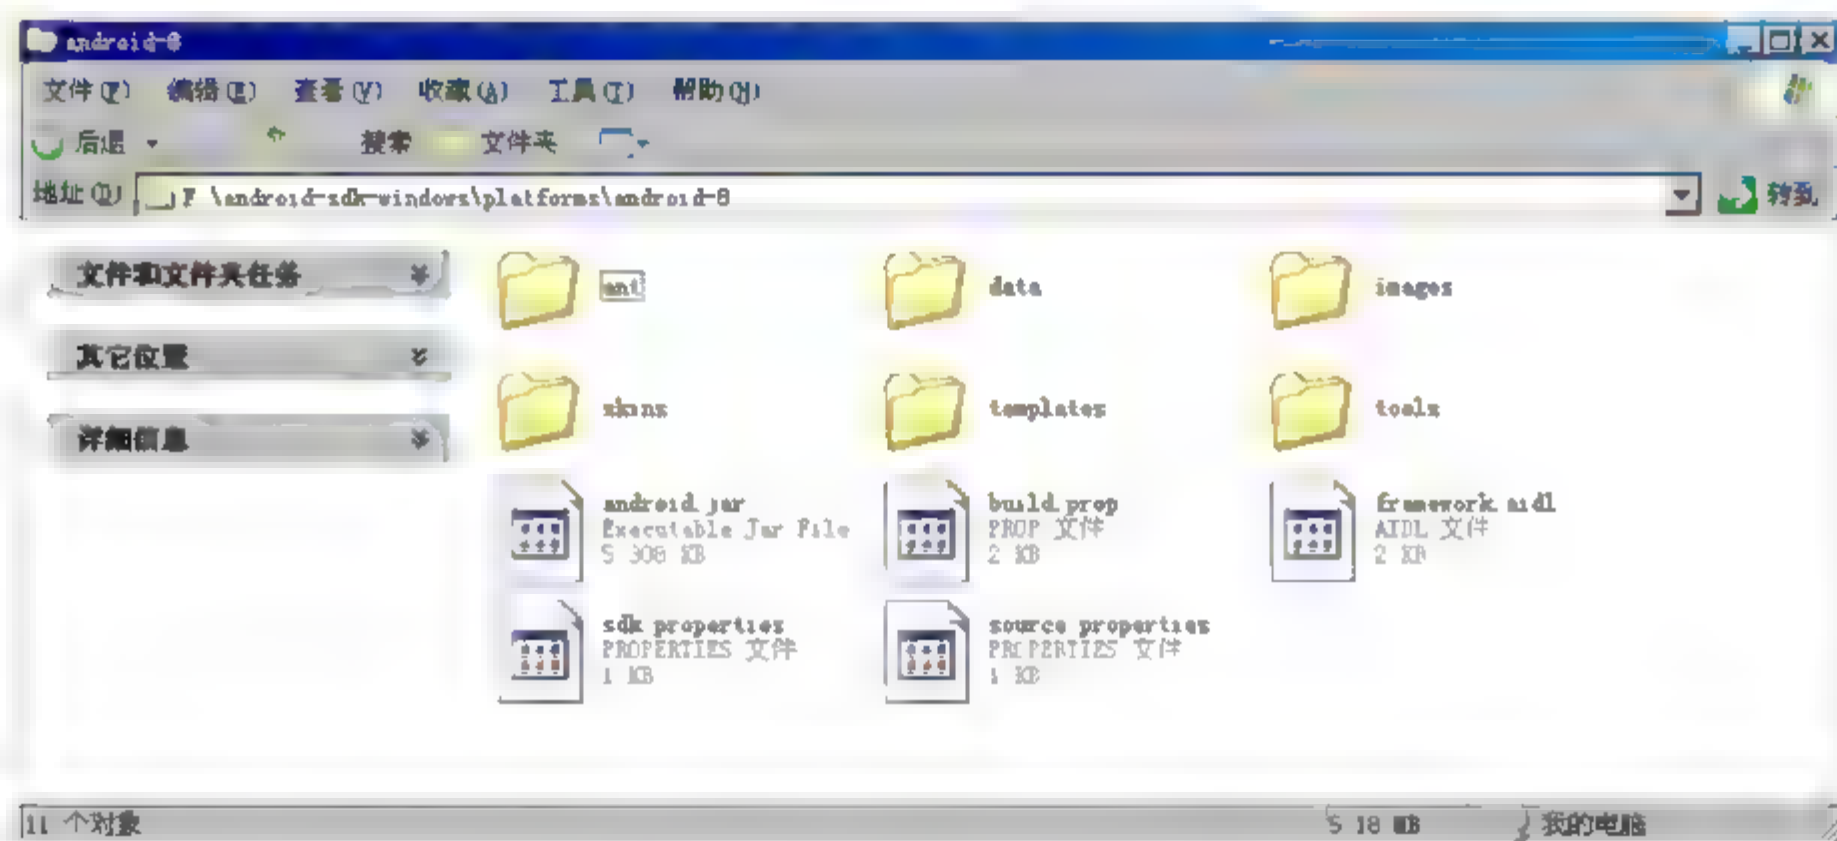 android-8
文件(F) 编辑(E) 查看(V) 收藏(A) 工具(T) 帮助(H)
后退 搜索 文件夹
地址(D) F:\android-sdk-windows\platforms\android-8 转到
文件和文件夹任务
其它位置
详细信息
ant data images
skins templates tools
android.jar build.prop framework.aidl
Executable Jar File PROP 文件 AIDL 文件
KB 2 KB 2 KB
sdk.properties source.properties
PROPERTIES 文件 PROPERTIES 文件
1 KB 1 KB
11 个对象 5.18 MB 我的电脑